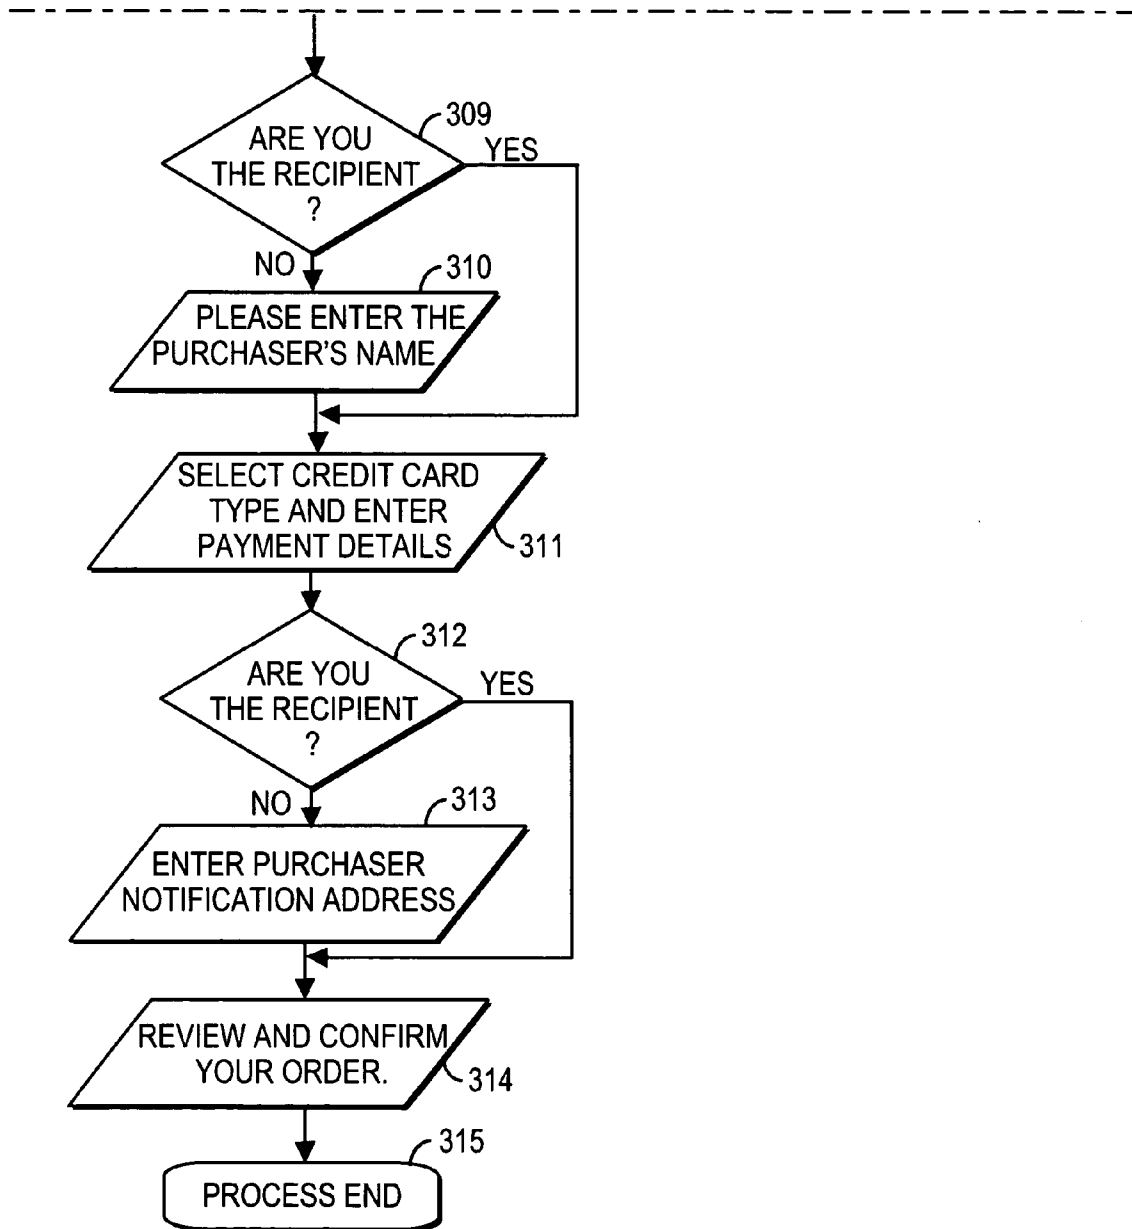 309
ARE YOU
THE RECIPIENT
?
YES
NO
310
PLEASE ENTER THE
PURCHASER'S NAME
SELECT CREDIT CARD
TYPE AND ENTER
PAYMENT DETAILS
311
312
ARE YOU
THE RECIPIENT
?
YES
NO
313
ENTER PURCHASER
NOTIFICATION ADDRESS
REVIEW AND CONFIRM
YOUR ORDER.
314
315
PROCESS END